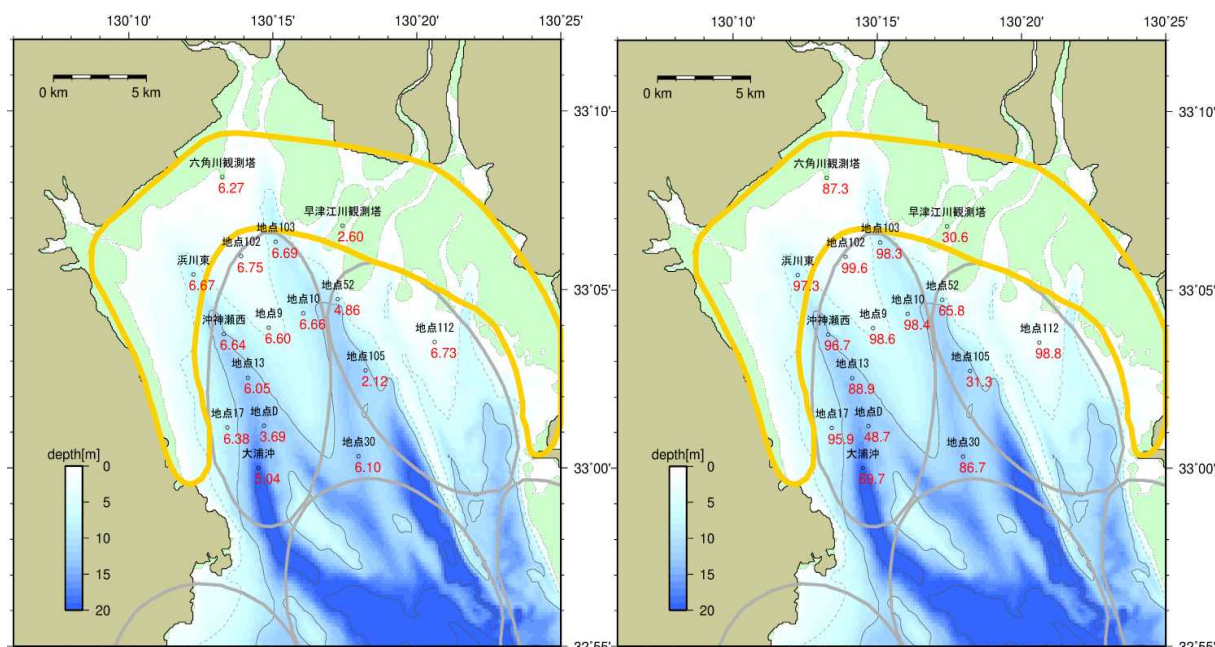 130˚10' 130˚15' 130˚20' 130˚25' 130˚10' 130˚15' 130˚20' 130˚25'
0 km 5 km
0 km 5 km
33˚10' 33˚10'
六角川観測塔
6.27
早津江川観測塔
2.60
地点103
6.69
地点102
6.75
浜川東
6.67
地点52
4.86
33˚05' 33˚05'
地点10
6.66
地点9
6.60
沖神瀬西
6.64
地点112
6.73
地点13
6.05
地点105
2.12
地点17
6.38
地点D
3.69
地点30
6.10
大浦沖
5.04
33˚00' 33˚00'
depth[m]
0
5
10
15
20
32˚55' 32˚55'
六角川観測塔
87.3
早津江川観測塔
30.6
地点103
98.3
地点102
99.6
浜川東
97.3
地点52
65.8
地点10
98.4
地点9
98.6
沖神瀬西
96.7
地点112
98.8
地点13
88.9
地点105
31.3
地点17
95.9
地点D
48.7
地点30
86.7
大浦沖
69.7
depth[m]
0
5
10
15
20